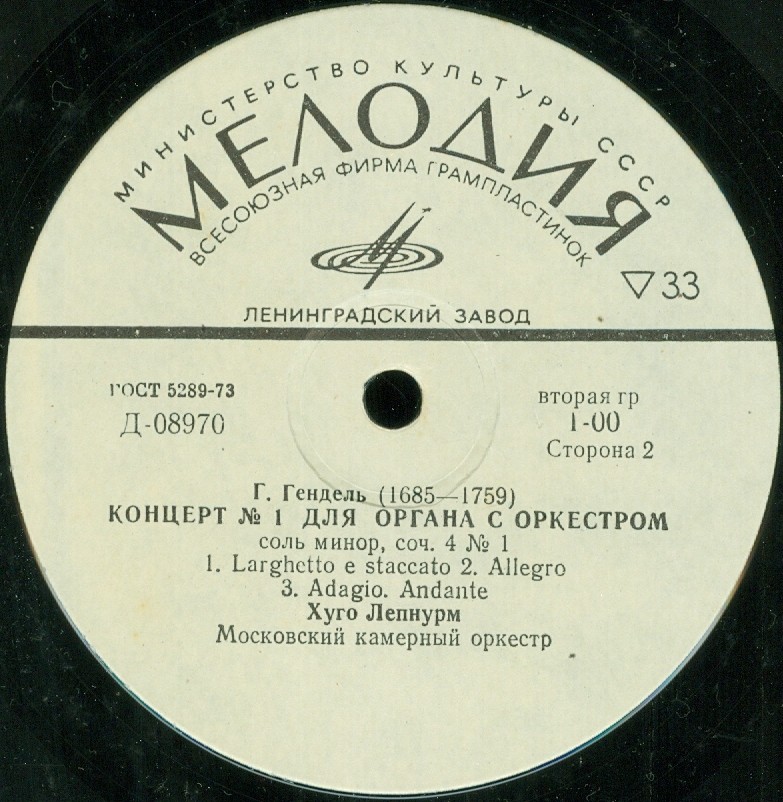 МИНИСТЕРСТВО КУЛЬТУРЫ СССР
МЕЛОДИЯ
ВСЕСОЮЗНАЯ ФИРМА ГРАМПЛАСТИНОК
33
ЛЕНИНГРАДСКИЙ ЗАВОД
ГОСТ 5289-73
Д-08970
вторая гр
1-00
Сторона 2
Г. Гендель (1685—1759)
КОНЦЕРТ № 1 ДЛЯ ОРГАНА С ОРКЕСТРОМ
соль минор, соч. 4 № 1
1. Larghetto e staccato 2. Allegro
3. Adagio. Andante
Хуго Лепнурм
Московский камерный оркестр